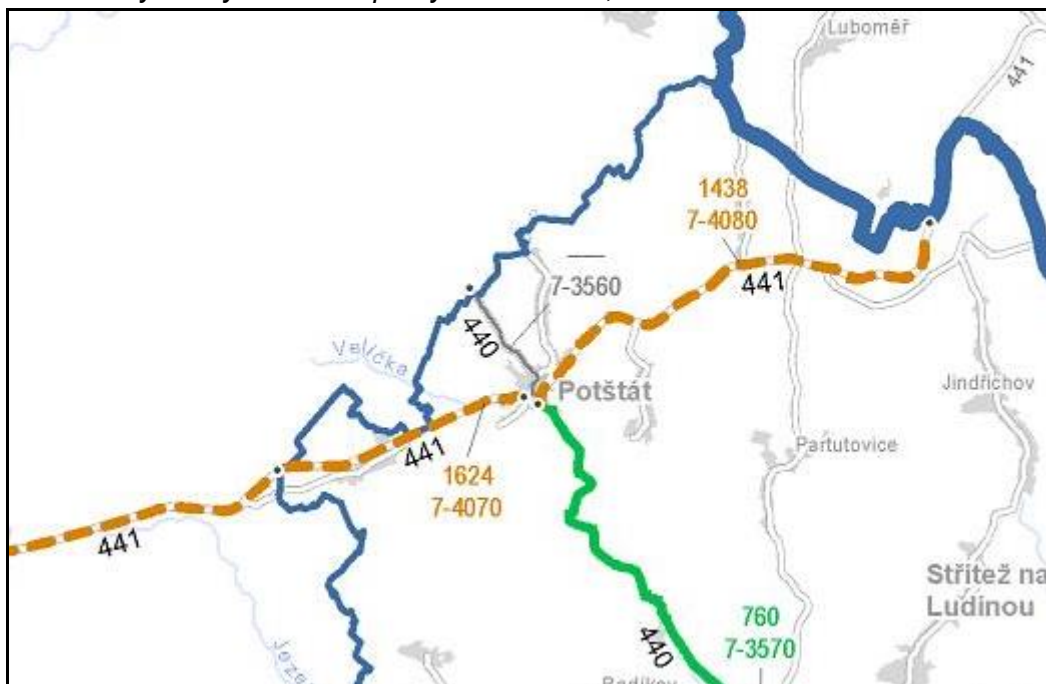 Luboměř
441
1438
7-4080
441
7-3560
440
Velička
Potštát
Jindřichov
441
Partutovice
1624
7-4070
441
Střítež na
Ludinou
760
7-3570
440